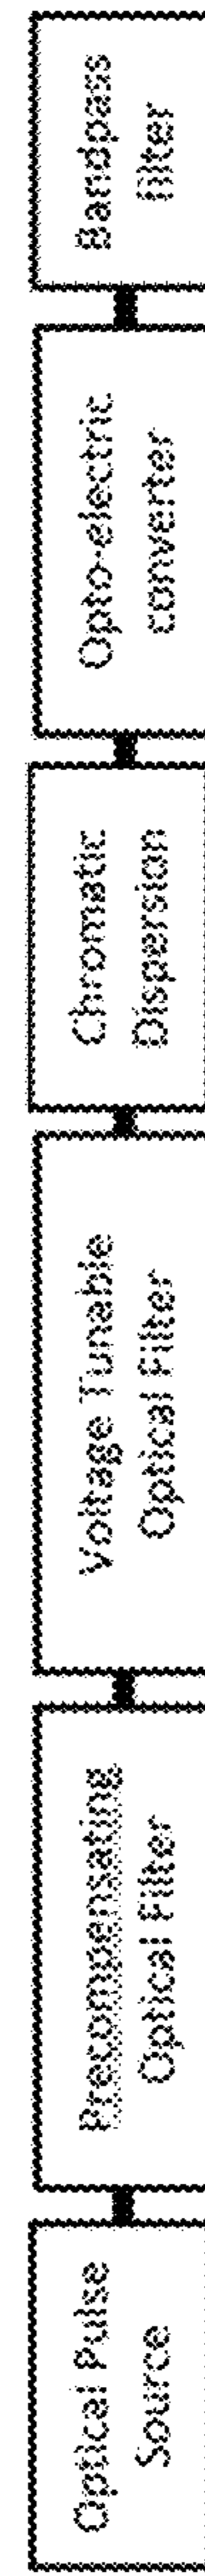 Optical Pulse
Source
Precompensating
Optical Filter
Voltage Tunable
Optical Filter
Chromatic
Dispersion
Opto-electric
converter
Bandpass
filter